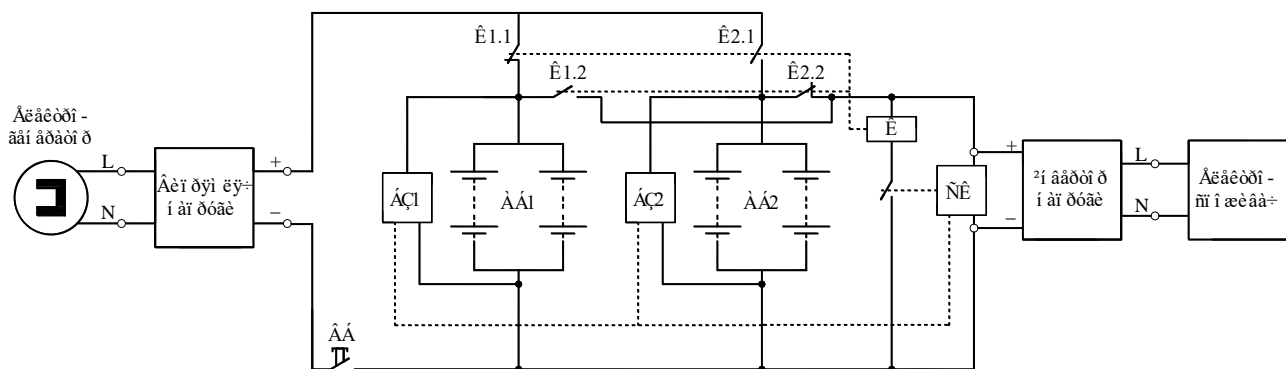 Ê1.1
Ê2.1
Ê1.2
Ê2.2
Åëåêòðî -
ãåí åðàòî ð
L
N
Âèï ðÿì ëÿ÷
í àï ðóãè
+
−
ÁÇ1
ÀÁ1
ÁÇ2
ÀÁ2
Ê
ÑÊ
+
−
²í âåðòî ð
í àï ðóãè
L
N
Åëåêòðî -
ñï î æèâà÷
ÂÁ